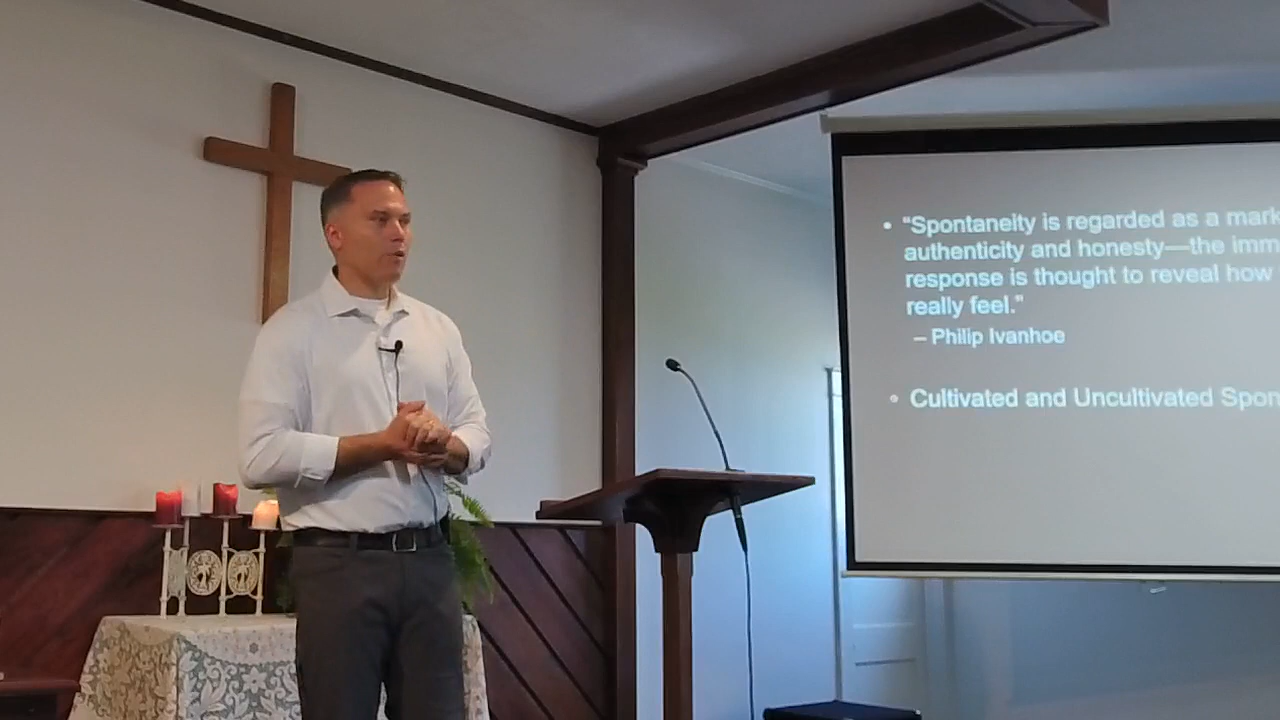 • “Spontaneity is regarded as a mark
authenticity and honesty—the imm
response is thought to reveal how
really feel.”
– Philip Ivanhoe
• Cultivated and Uncultivated Spon